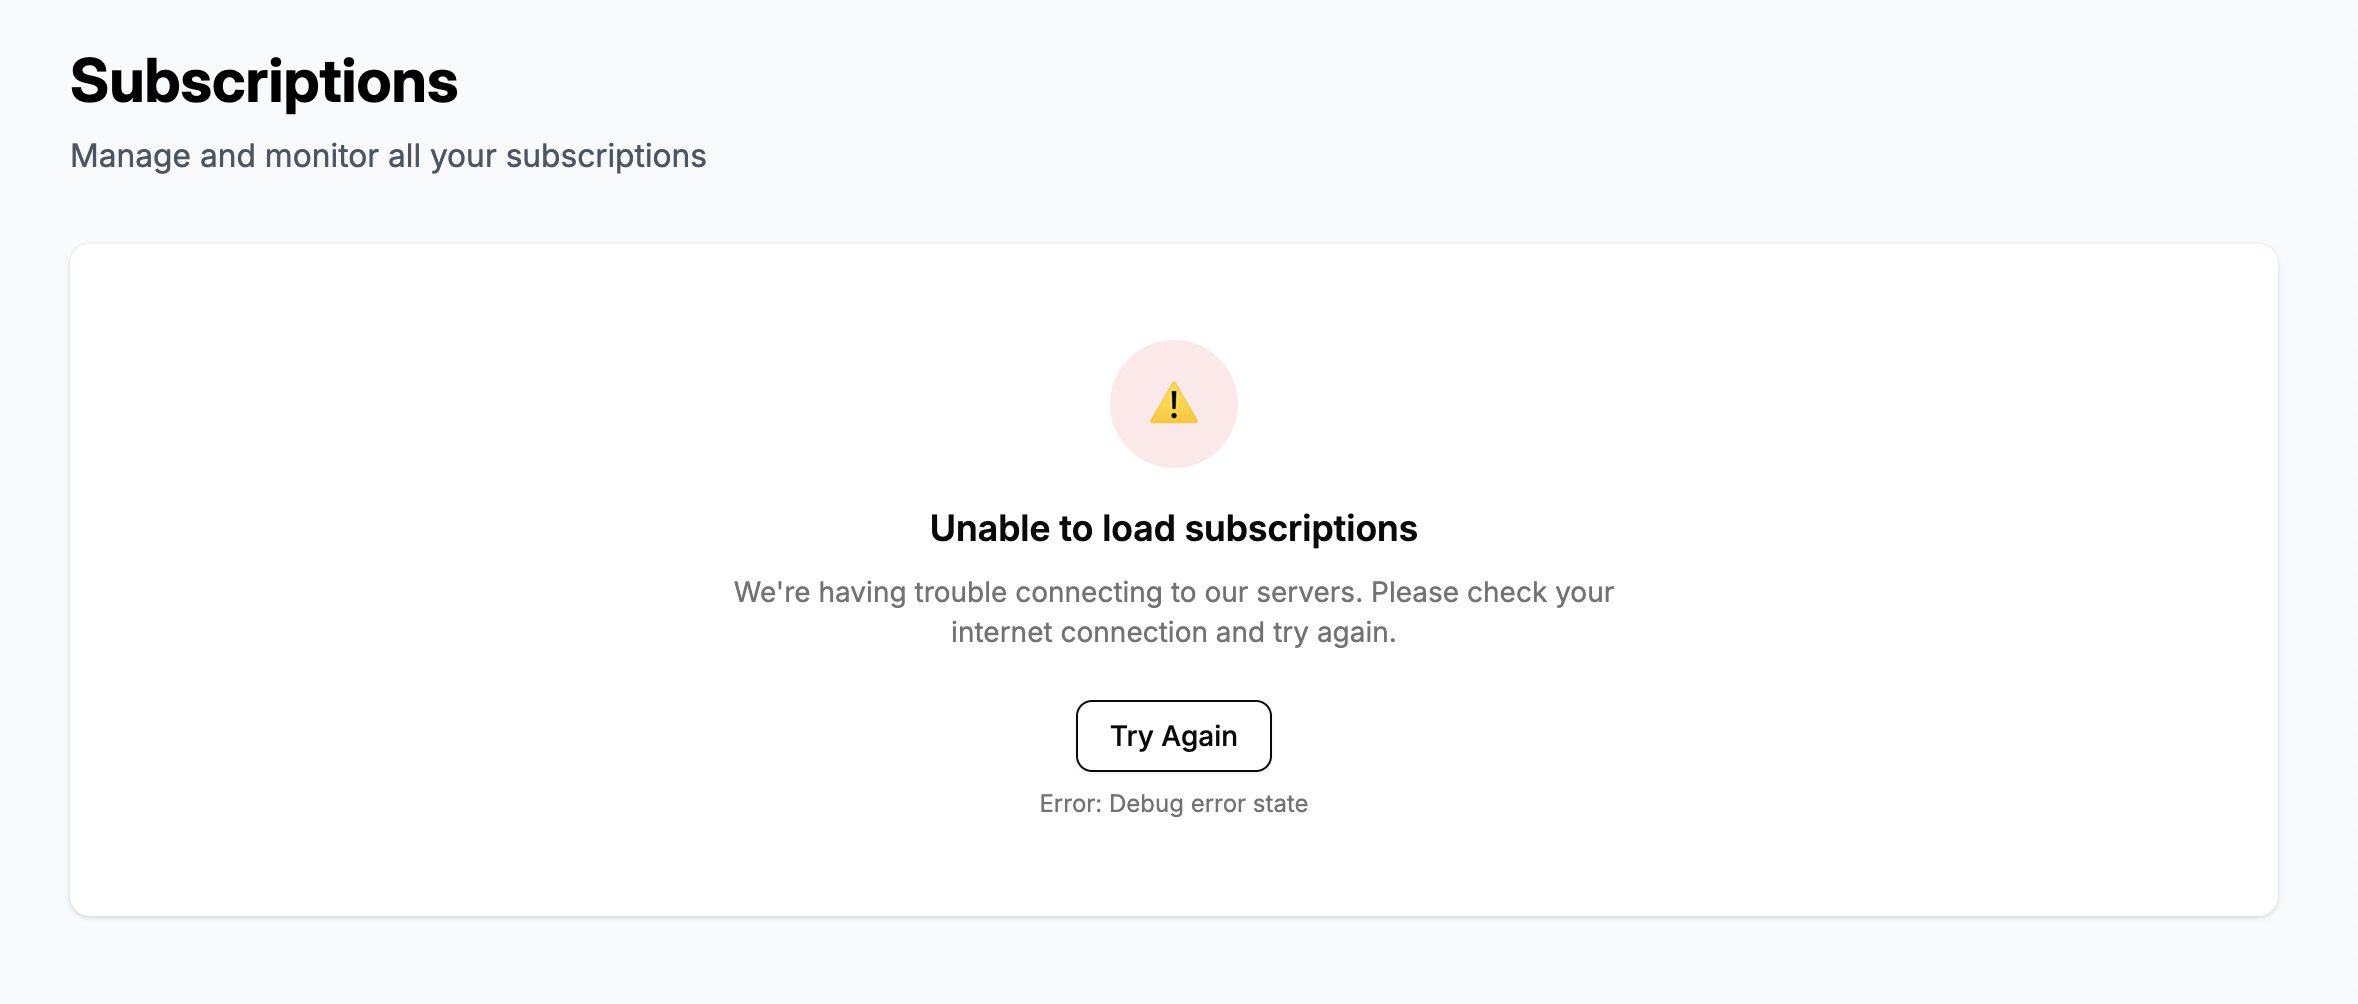 Subscriptions
Manage and monitor all your subscriptions
Unable to load subscriptions
We're having trouble connecting to our servers. Please check your
internet connection and try again.
Try Again
Error: Debug error state